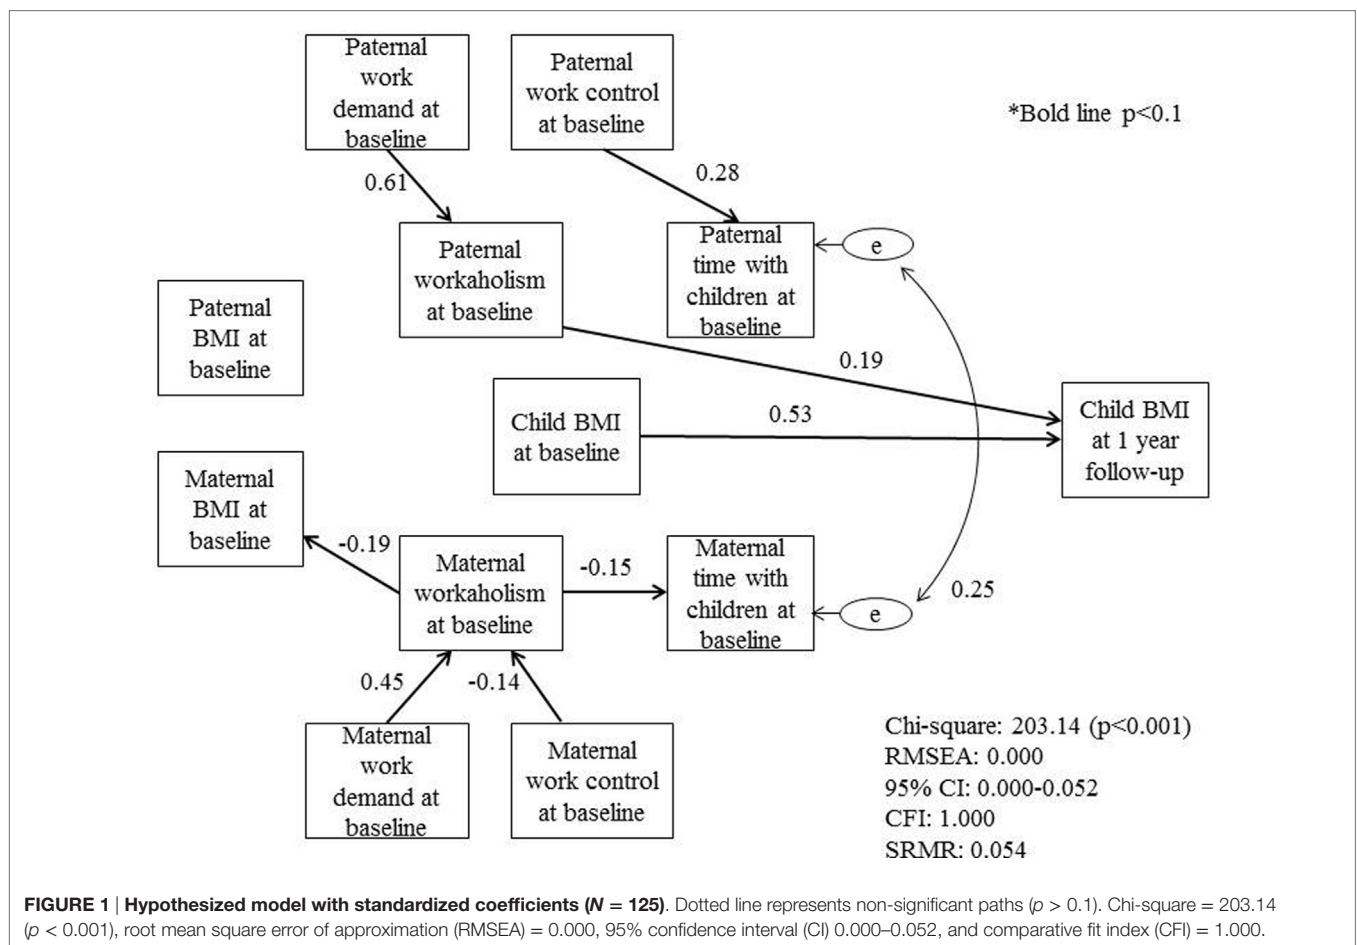 Paternal
work
demand at
baseline
Paternal
work control
at baseline
*Bold line p<0.1
0.61
0.28
Paternal
workaholism
at baseline
Paternal
time with
children at
baseline
e
Paternal
BMI at
baseline
0.19
Child BMI
at baseline
0.53
Child BMI
at 1 year
follow-up
Maternal
BMI at
baseline
-0.19
Maternal
workaholism
at baseline
-0.15
Maternal
time with
children at
baseline
e
0.25
0.45
-0.14
Maternal
work
demand at
baseline
Maternal
work control
at baseline
Chi-square: 203.14 (p<0.001)
RMSEA: 0.000
95% CI: 0.000-0.052
CFI: 1.000
SRMR: 0.054
FIGURE 1 | Hypothesized model with standardized coefficients (N = 125). Dotted line represents non-significant paths (p > 0.1). Chi-square = 203.14
(p < 0.001), root mean square error of approximation (RMSEA) = 0.000, 95% confidence interval (CI) 0.000–0.052, and comparative fit index (CFI) = 1.000.